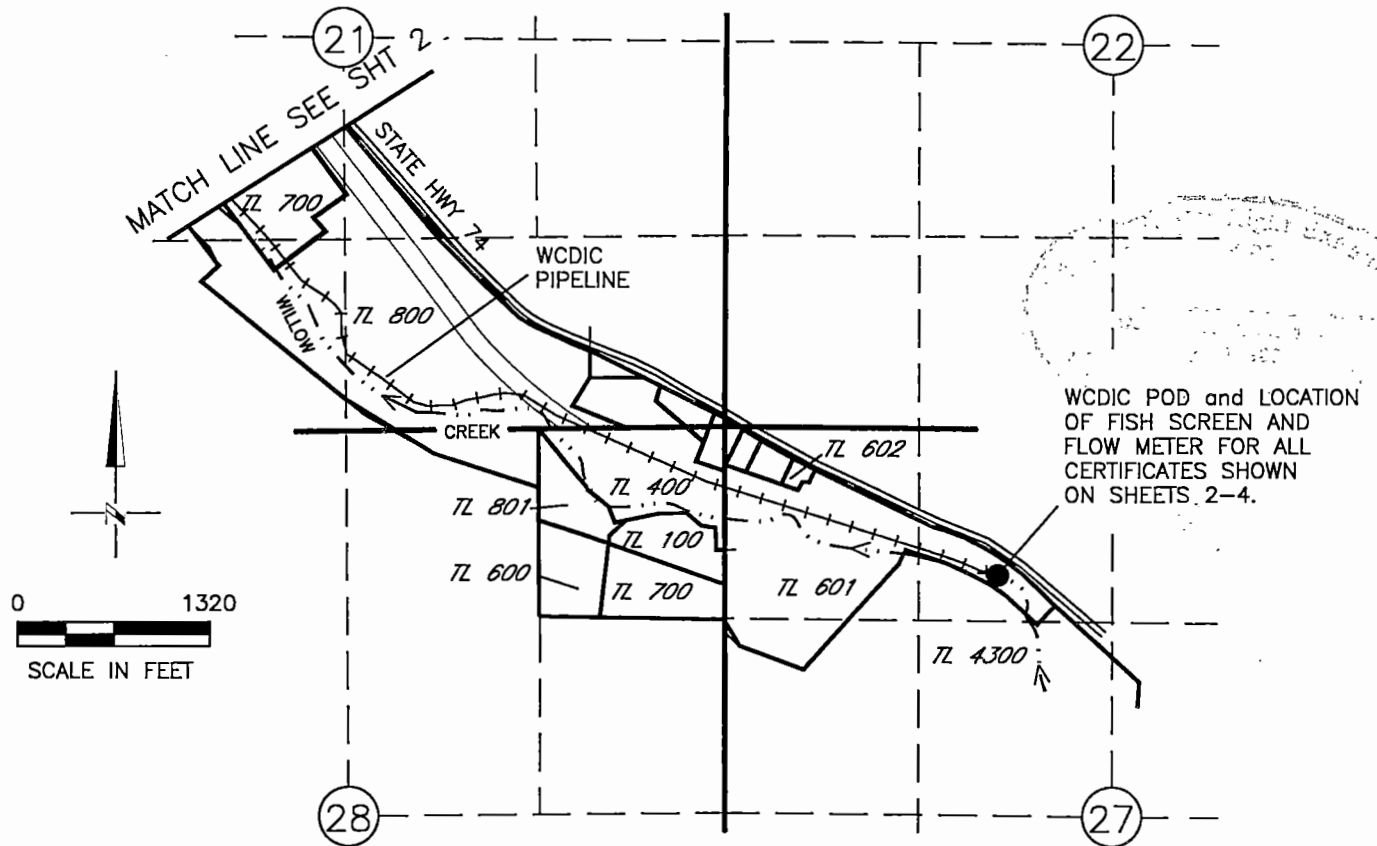 21
22
MATCH LINE SEE SHT 2
STATE HWY 74
TL 700
WCDIC
PIPELINE
WILLOW
TL 800
WCDIC POD and LOCATION
OF FISH SCREEN AND
FLOW METER FOR ALL
CERTIFICATES SHOWN
ON SHEETS 2-4.
CREEK
TL 602
TL 400
TL 801
TL 100
TL 600
TL 700
TL 601
0 1320
SCALE IN FEET
TL 4300
28
27